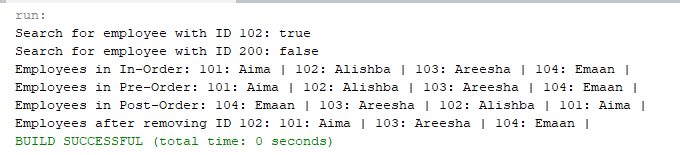 run:
Search for employee with ID 102: true
Search for employee with ID 200: false
Employees in In-Order: 101: Aima | 102: Alishba | 103: Areesha | 104: Emaan |
Employees in Pre-Order: 101: Aima | 102: Alishba | 103: Areesha | 104: Emaan |
Employees in Post-Order: 104: Emaan | 103: Areesha | 102: Alishba | 101: Aima |
Employees after removing ID 102: 101: Aima | 103: Areesha | 104: Emaan |
BUILD SUCCESSFUL (total time: 0 seconds)